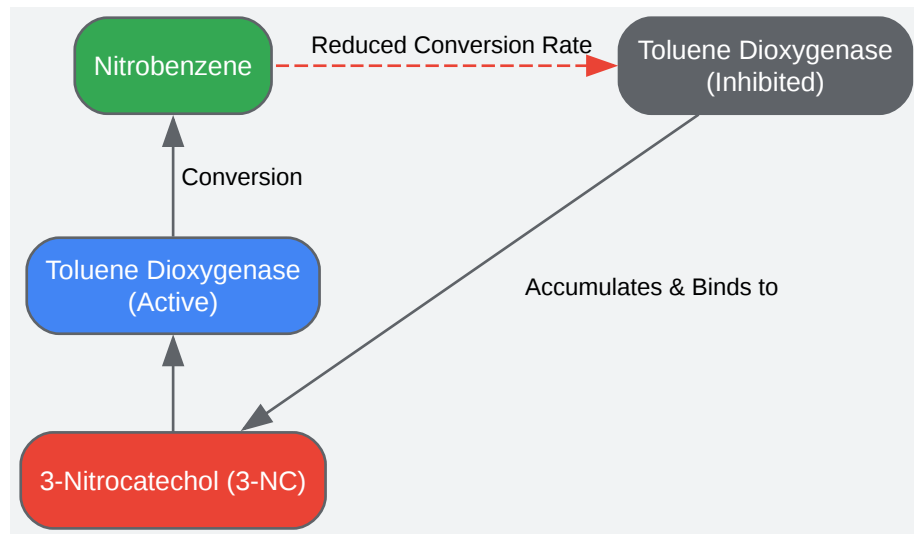 Nitrobenzene
Reduced Conversion Rate
Toluene Dioxygenase
(Inhibited)
Conversion
Toluene Dioxygenase
(Active)
Accumulates & Binds to
3-Nitrocatechol (3-NC)